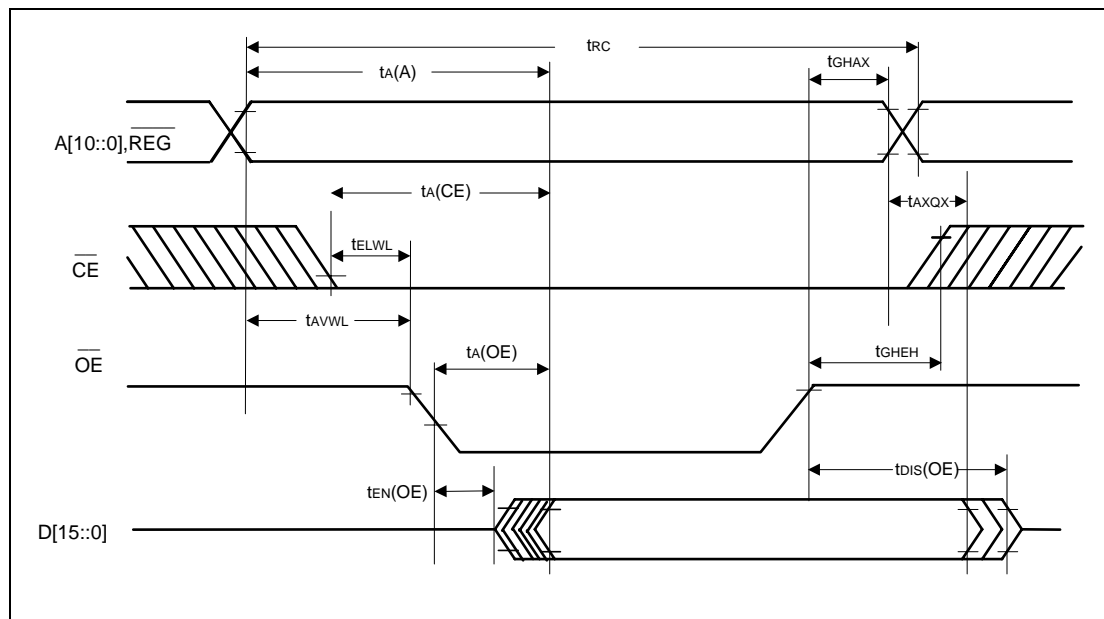 tRC
tA(A)
tGHAX
A[10::0],REG
tA(CE)
tAXQX
tELWL
CE
tAVWL
tA(OE)
tGHEH
OE
tDIS(OE)
tEN(OE)
D[15::0]